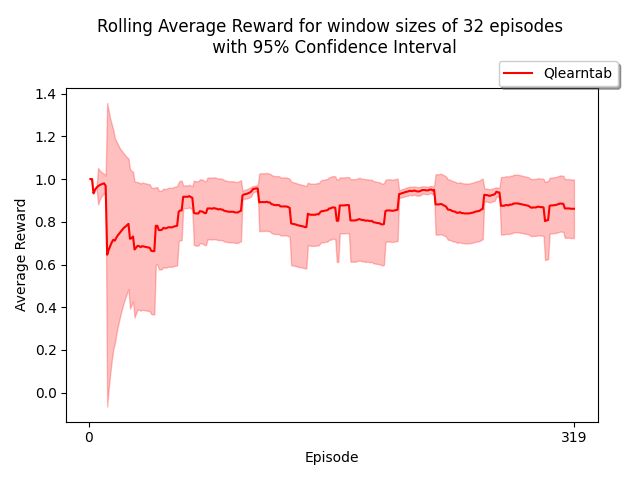 Rolling Average Reward for window sizes of 32 episodes
with 95% Confidence Interval
Qlearntab
1.4
1.2
1.0
0.8
0.6
0.4
0.2
0.0
Average Reward
0
319
Episode